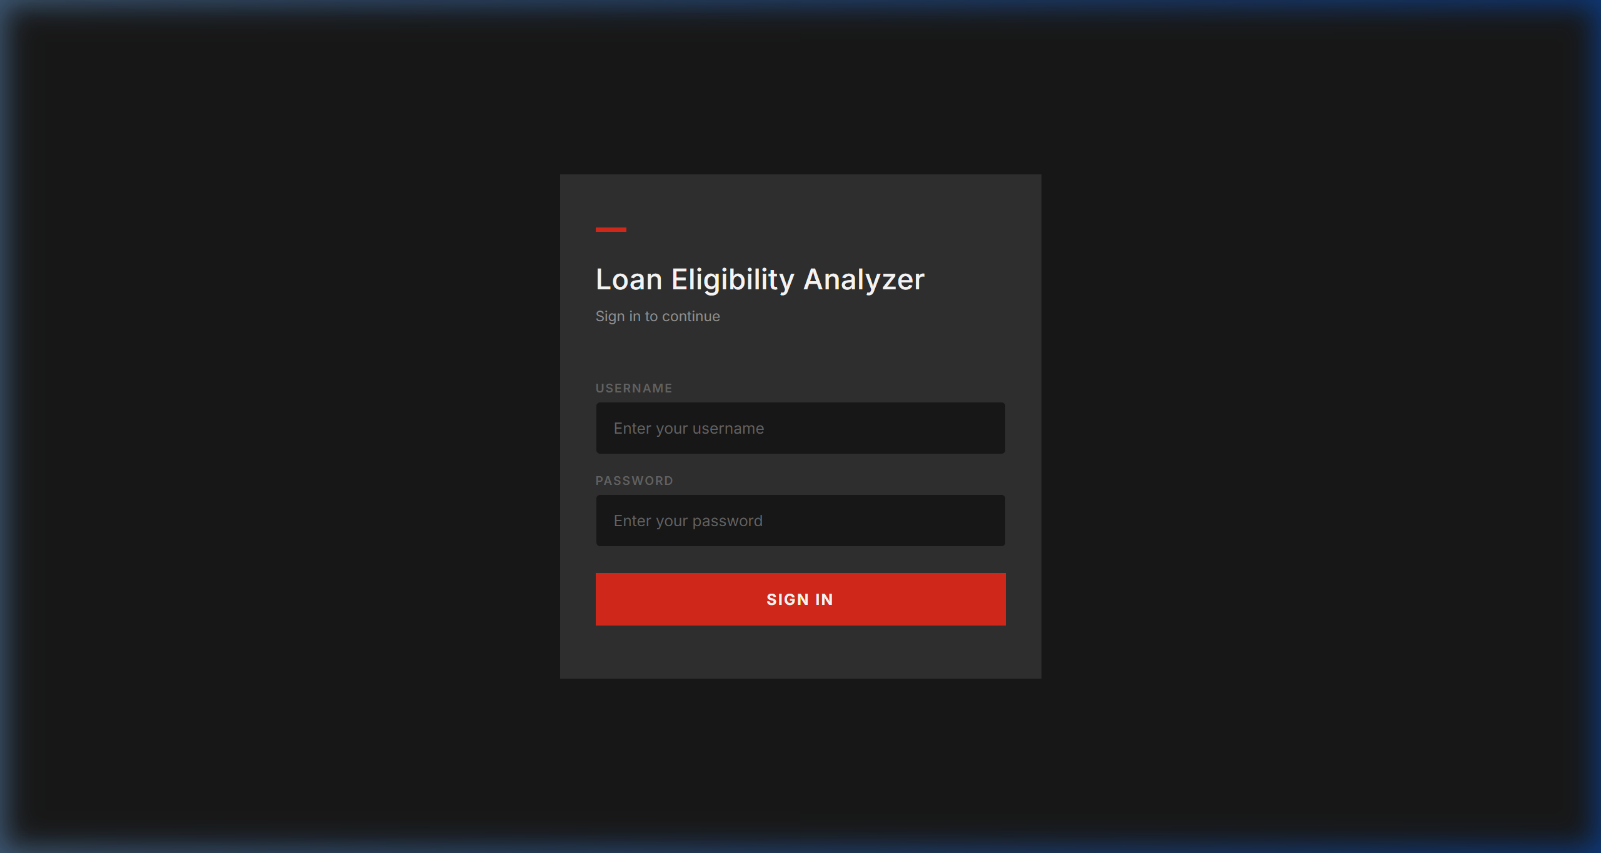 Loan Eligibility Analyzer
Sign in to continue
USERNAME
Enter your username
PASSWORD
Enter your password
SIGN IN